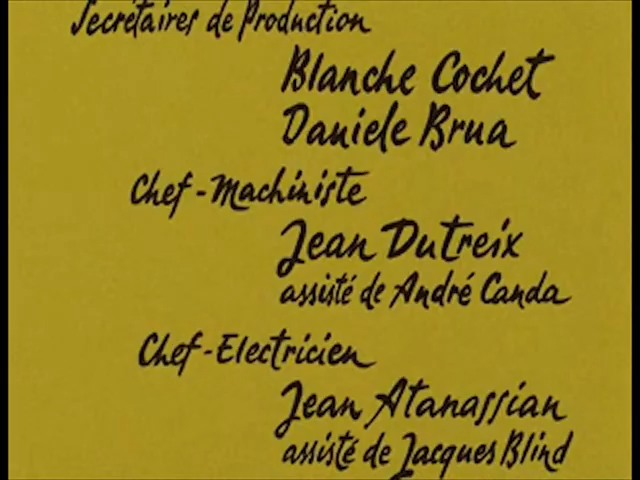 Secrétaires de Production
Blanche Cochet
Daniele Brua
Chef-Machiniste
Jean Dutreix
assisté de André Canda
Chef-Electricien
Jean Atanassian
assisté de Jacques Blind